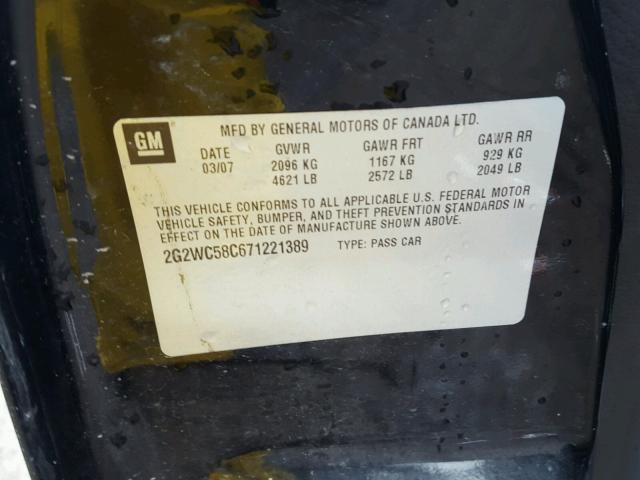 GM
MFD BY GENERAL MOTORS OF CANADA LTD.
DATE GVWR GAWR FRT GAWR RR
03/07 2096 KG 1167 KG 929 KG
4621 LB 2572 LB 2049 LB
THIS VEHICLE CONFORMS TO ALL APPLICABLE U.S. FEDERAL MOTOR
VEHICLE SAFETY, BUMPER, AND THEFT PREVENTION STANDARDS IN
EFFECT ON THE DATE OF MANUFACTURE SHOWN ABOVE.
2G2WC58C671221389 TYPE: PASS CAR